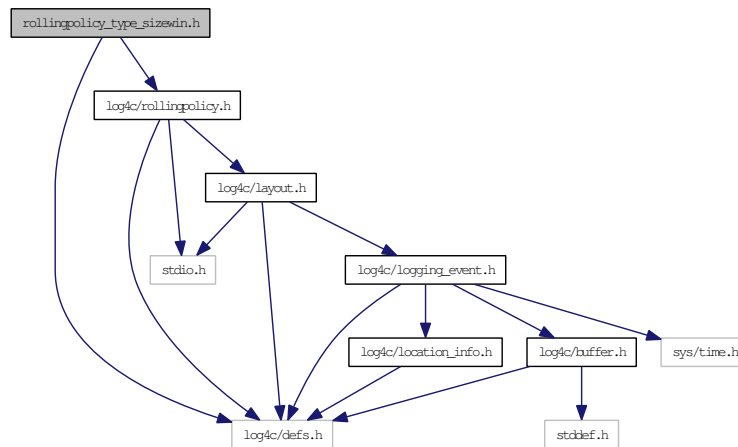 rollingpolicy_type_sizewin.h
log4c/rollingpolicy.h
log4c/layout.h
stdio.h
log4c/logging_event.h
log4c/location_info.h
log4c/buffer.h
sys/time.h
log4c/defs.h
stddef.h